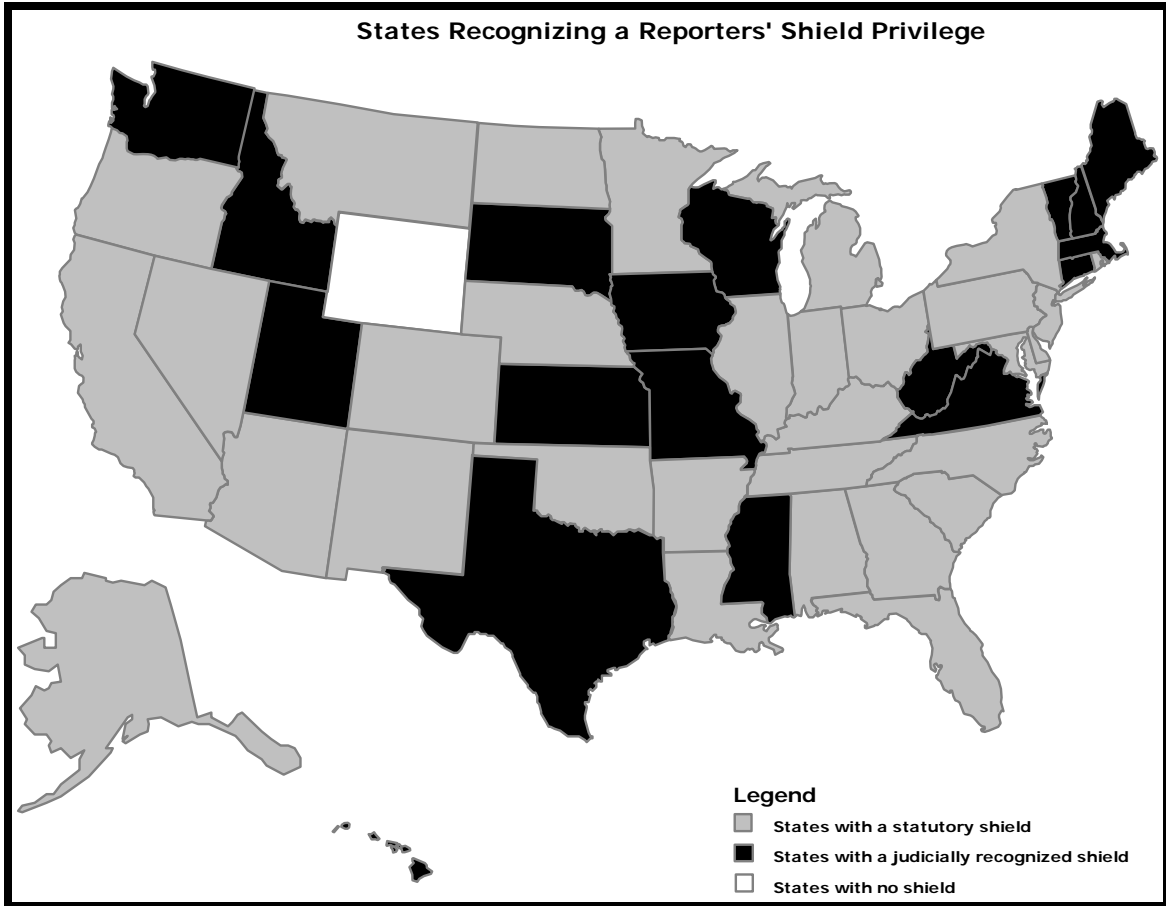 States Recognizing a Reporters' Shield Privilege
Legend
States with a statutory shield
States with a judicially recognized shield
States with no shield